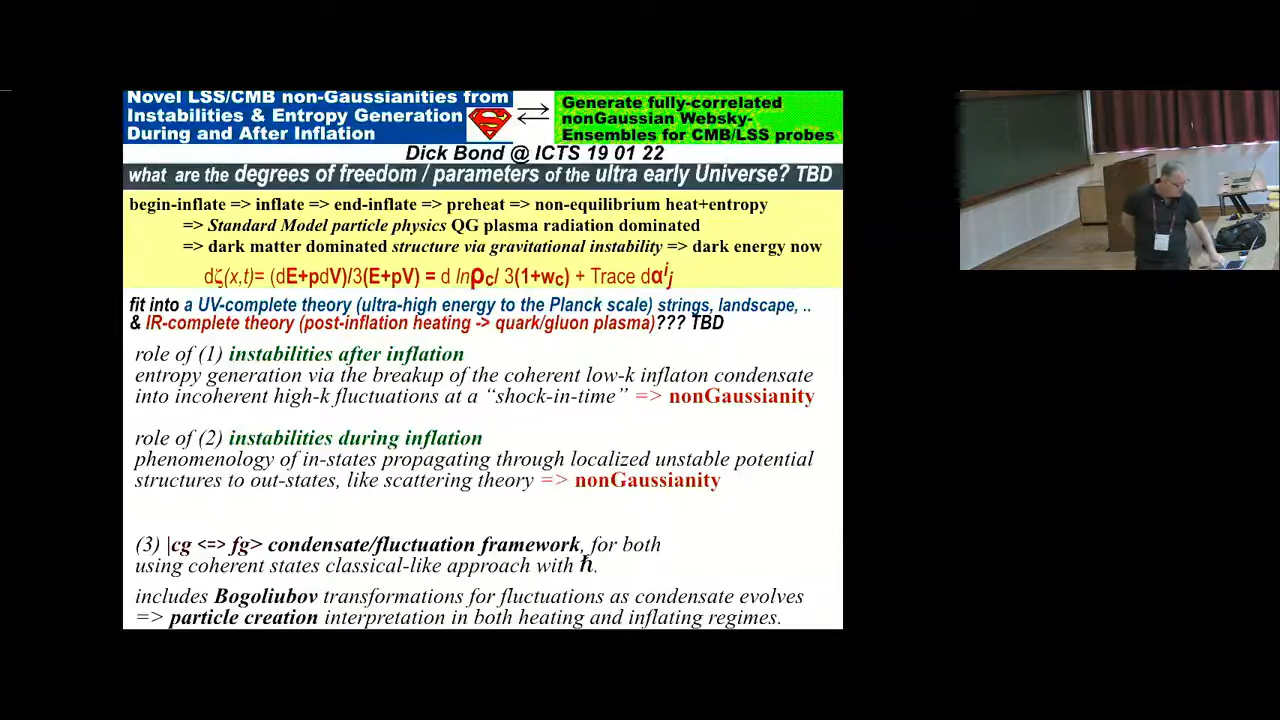 Novel LSS/CMB non-Gaussianities from
Instabilities & Entropy Generation
During and After Inflation
S
Generate fully-correlated
nonGaussian Websky-
Ensembles for CMB/LSS probes
Dick Bond @ ICTS 19 01 22
what are the degrees of freedom / parameters of the ultra early Universe? TBD
begin-inflate => inflate => end-inflate => preheat => non-equilibrium heat+entropy
=> Standard Model particle physics QG plasma radiation dominated
=> dark matter dominated structure via gravitational instability => dark energy now
dζ(x,t)= (dE+pdV)/3(E+pV) = d lnρc/ 3(1+wc) + Trace dα^i_j
fit into a UV-complete theory (ultra-high energy to the Planck scale) strings, landscape, ..
& IR-complete theory (post-inflation heating -> quark/gluon plasma)??? TBD
role of (1) instabilities after inflation
entropy generation via the breakup of the coherent low-k inflaton condensate
into incoherent high-k fluctuations at a “shock-in-time” => nonGaussianity
role of (2) instabilities during inflation
phenomenology of in-states propagating through localized unstable potential
structures to out-states, like scattering theory => nonGaussianity
(3) |cg <=> fg> condensate/fluctuation framework, for both
using coherent states classical-like approach with ℏ.
includes Bogoliubov transformations for fluctuations as condensate evolves
=> particle creation interpretation in both heating and inflating regimes.